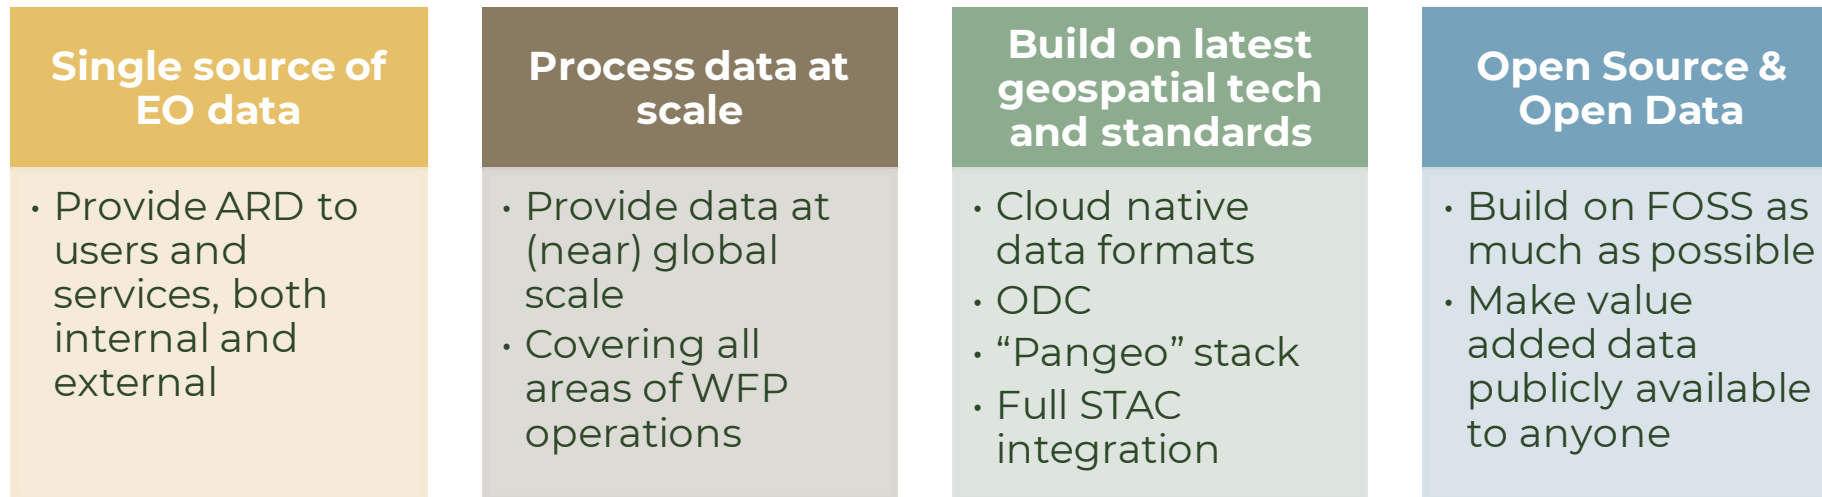 Single source of
EO data
• Provide ARD to
users and
services, both
internal and
external
Process data at
scale
• Provide data at
(near) global
scale
• Covering all
areas of WFP
operations
Build on latest
geospatial tech
and standards
• Cloud native
data formats
• ODC
• “Pangeo” stack
• Full STAC
integration
Open Source &
Open Data
• Build on FOSS as
much as possible
• Make value
added data
publicly available
to anyone